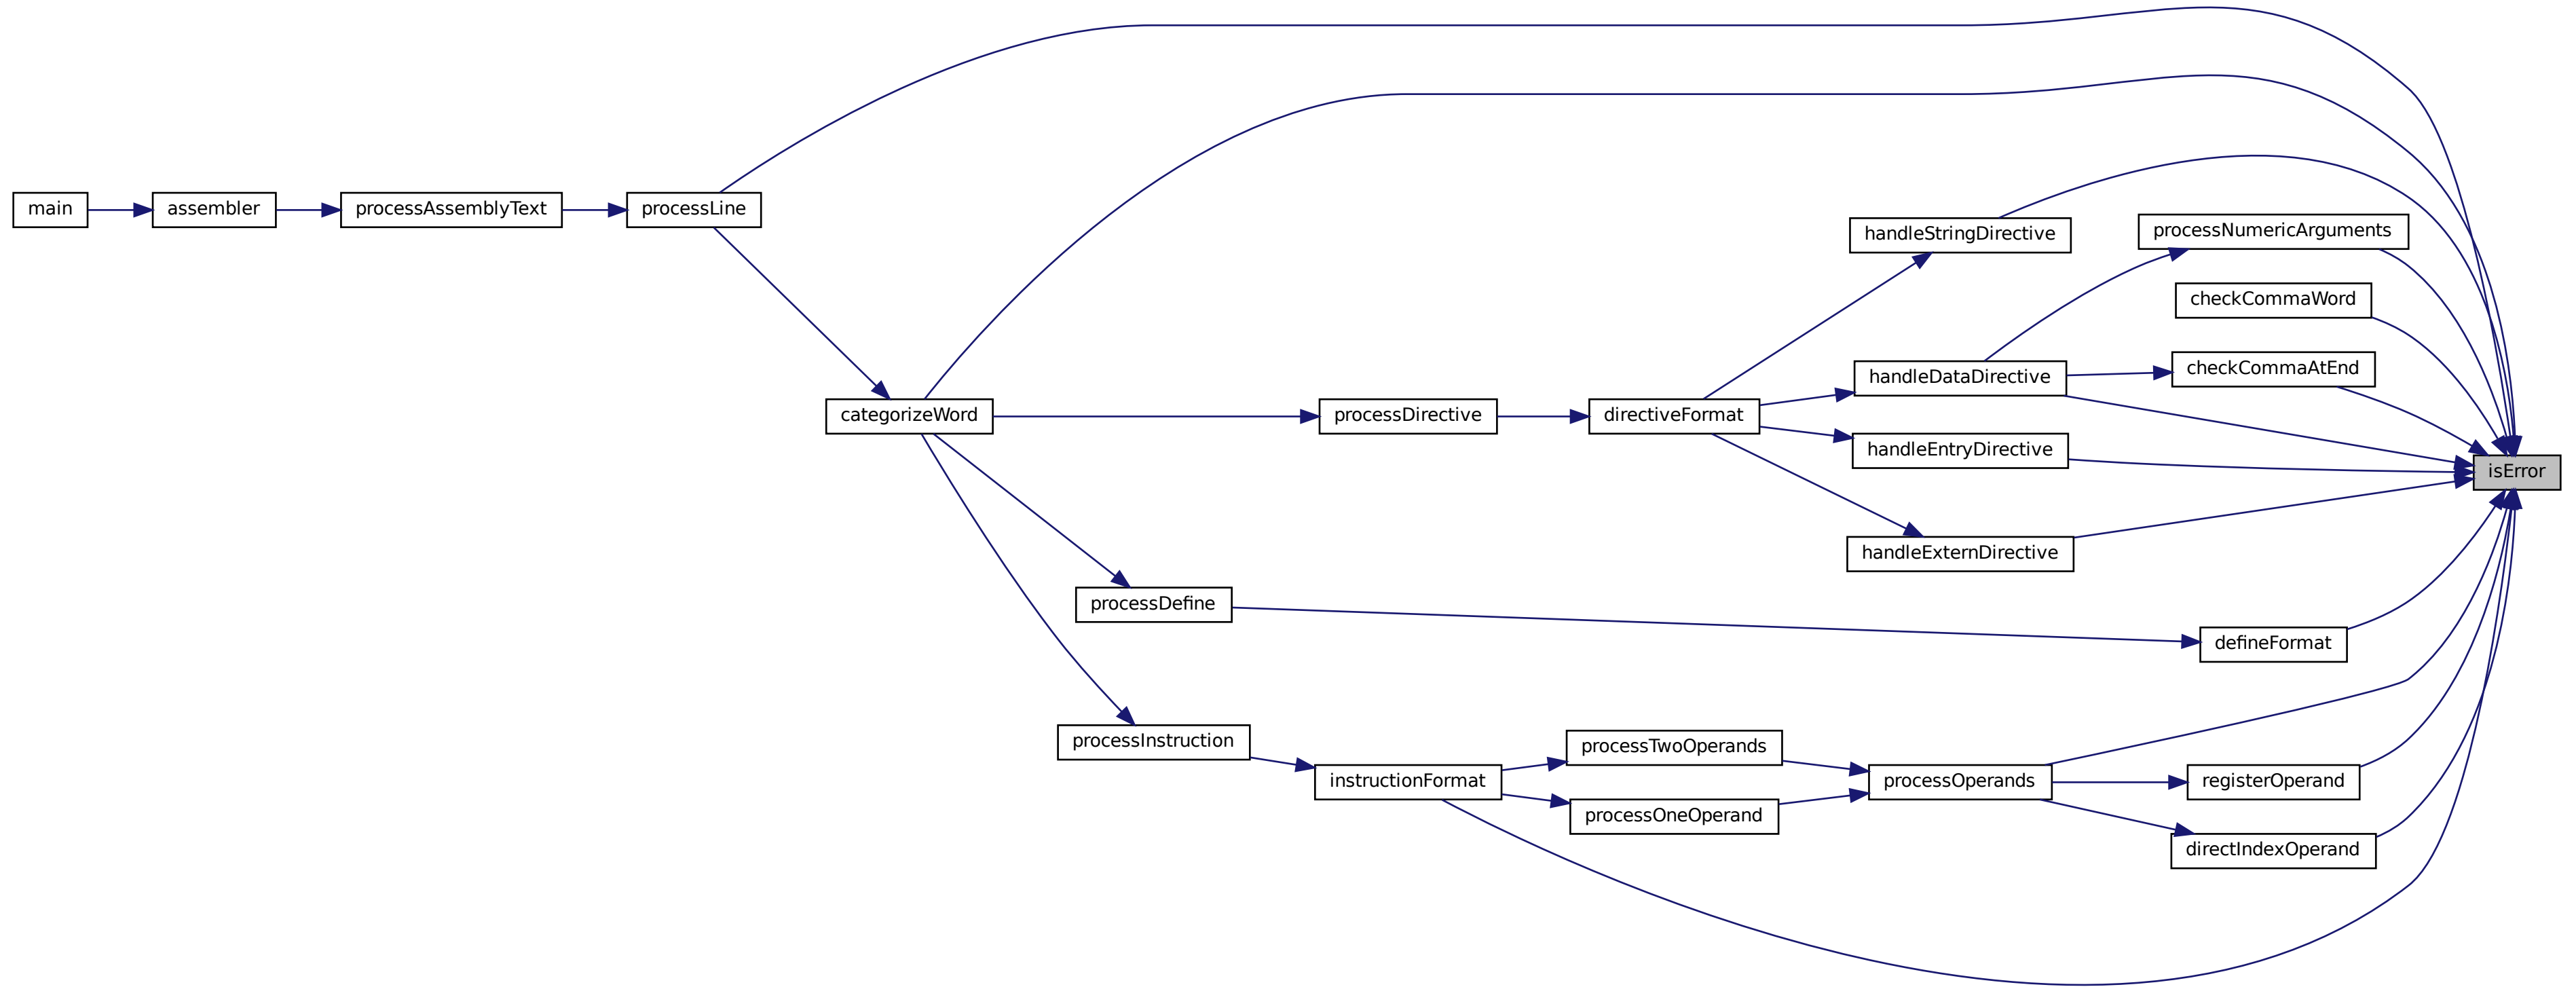 main
assembler
processAssemblyText
processLine
categorizeWord
processDirective
directiveFormat
handleStringDirective
processNumericArguments
checkCommaWord
checkCommaAtEnd
handleDataDirective
handleEntryDirective
isError
handleExternDirective
processDefine
defineFormat
processInstruction
instructionFormat
processTwoOperands
processOneOperand
processOperands
registerOperand
directIndexOperand